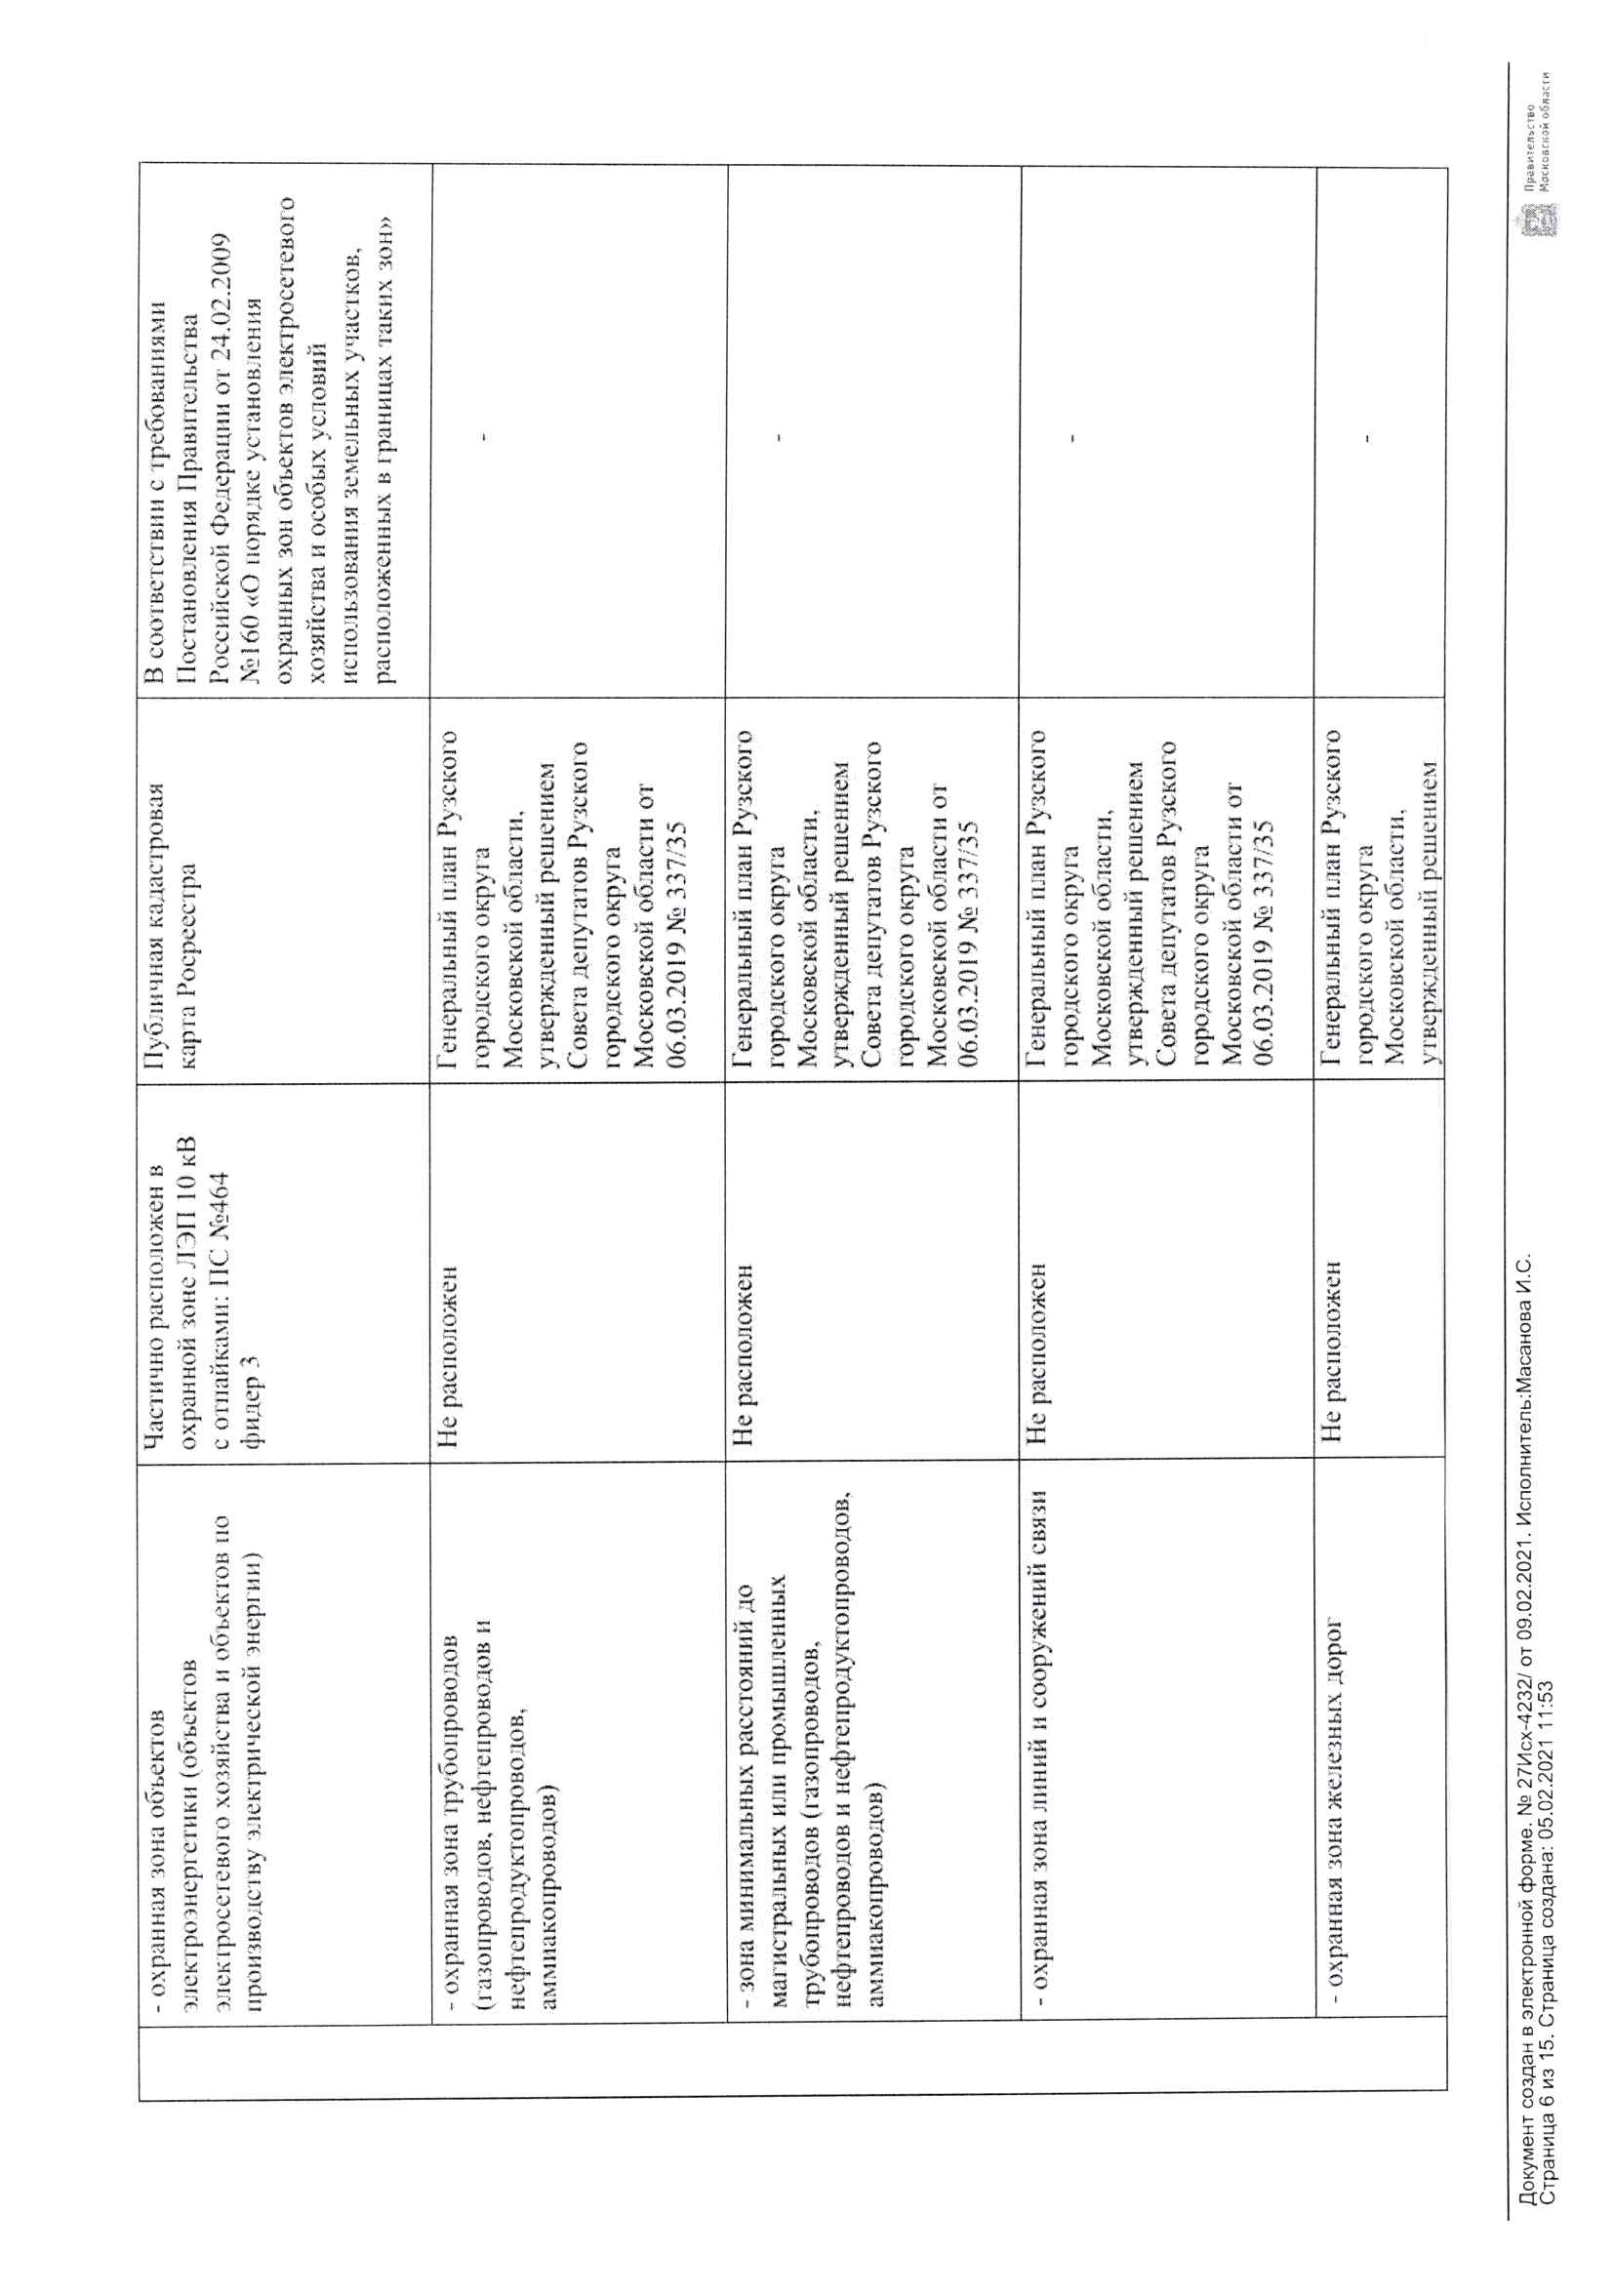 - охранная зона объектов
электроэнергетики (объектов
электросетевого хозяйства и объектов по
производству электрической энергии)
Частично расположен в
охранной зоне ЛЭП 10 кВ
с отпайками: ПС №464
фидер 3
Публичная кадастровая
карта Росреестра
В соответствии с требованиями
Постановления Правительства
Российской Федерации от 24.02.2009
№160 «О порядке установления
охранных зон объектов электросетевого
хозяйства и особых условий
использования земельных участков,
расположенных в границах таких зон»
- охранная зона трубопроводов
(газопроводов, нефтепроводов и
нефтепродуктопроводов,
аммиакопроводов)
Не расположен
Генеральный план Рузского
городского округа
Московской области,
утвержденный решением
Совета депутатов Рузского
городского округа
Московской области от
06.03.2019 № 337/35
-
- зона минимальных расстояний до
магистральных или промышленных
трубопроводов (газопроводов,
нефтепроводов и нефтепродуктопроводов,
аммиакопроводов)
Не расположен
Генеральный план Рузского
городского округа
Московской области,
утвержденный решением
Совета депутатов Рузского
городского округа
Московской области от
06.03.2019 № 337/35
-
- охранная зона линий и сооружений связи
Не расположен
Генеральный план Рузского
городского округа
Московской области,
утвержденный решением
Совета депутатов Рузского
городского округа
Московской области от
06.03.2019 № 337/35
-
- охранная зона железных дорог
Не расположен
Генеральный план Рузского
городского округа
Московской области,
утвержденный решением
-
Документ создан в электронной форме. № 27Исх-4232/ от 09.02.2021. Исполнитель:Масанова И.С.
Страница 6 из 15. Страница создана: 05.02.2021 11:53
Правительство
Московской области